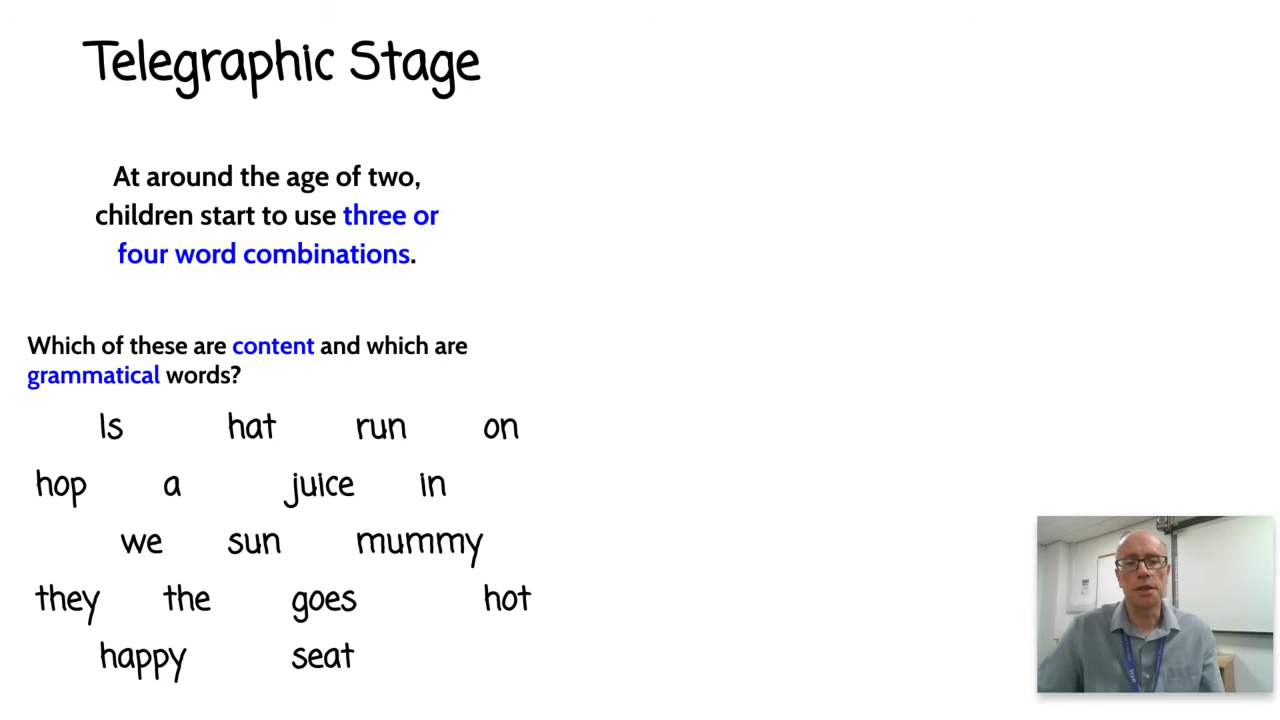 Telegraphic Stage
At around the age of two,
children start to use three or
four word combinations.
Which of these are content and which are
grammatical words?
Is hat run on
hop a juice in
we sun mummy
they the goes hot
happy seat